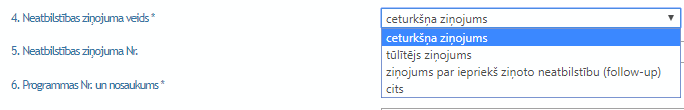 4. Neatbilstības ziņojuma veids * ceturkšņa ziņojums
ceturkšņa ziņojums
5. Neatbilstības ziņojuma Nr. tūlītējs ziņojums
ziņojums par iepriekš ziņoto neatbilstību (follow-up)
6. Programmas Nr. un nosaukums * cits